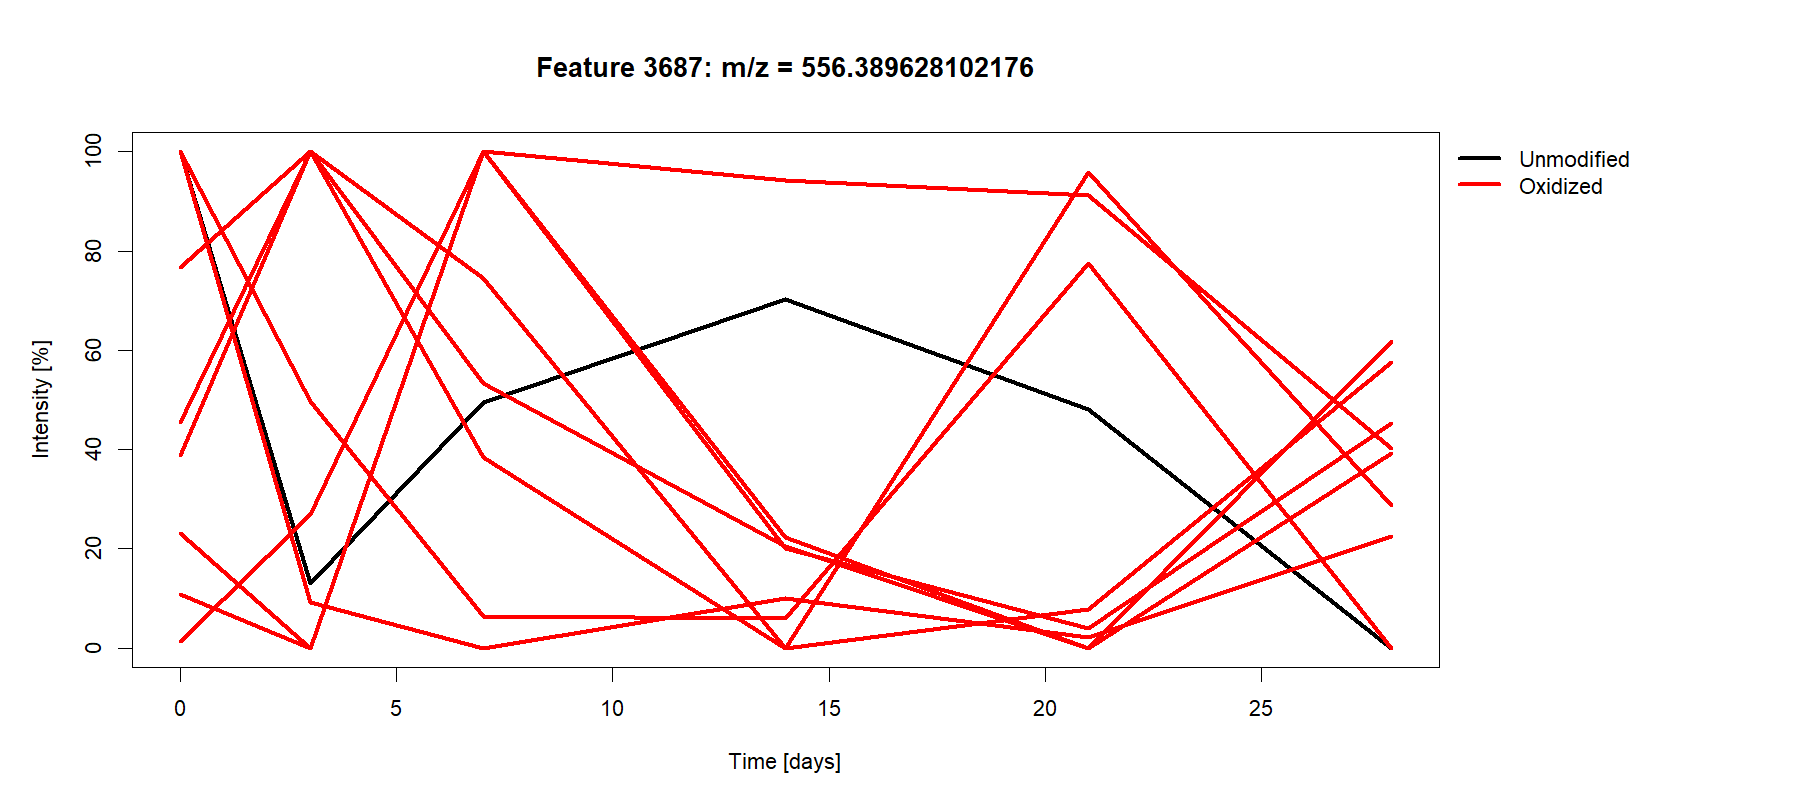 Feature 3687: m/z = 556.389628102176
Unmodified
Oxidized
Intensity [%]
100
80
60
40
20
0
0 5 10 15 20 25
Time [days]